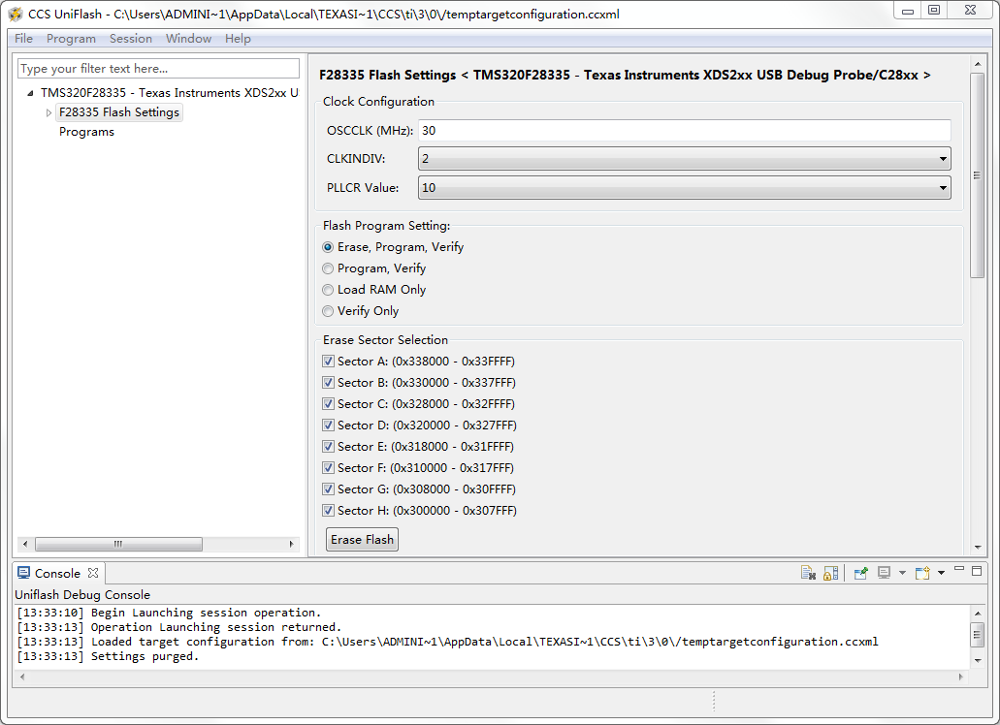 CCS UniFlash - C:\Users\ADMINI~1\AppData\Local\TEXASI~1\CCS\ti\3\0\/temptargetconfiguration.ccxml
File Program Session Window Help
Type your filter text here...
TMS320F28335 - Texas Instruments XDS2xx U
F28335 Flash Settings
Programs
F28335 Flash Settings < TMS320F28335 - Texas Instruments XDS2xx USB Debug Probe/C28xx >
Clock Configuration
OSCCLK (MHz): 30
CLKINDIV: 2
PLLCR Value: 10
Flash Program Setting:
Erase, Program, Verify
Program, Verify
Load RAM Only
Verify Only
Erase Sector Selection
Sector A: (0x338000 - 0x33FFFF)
Sector B: (0x330000 - 0x337FFF)
Sector C: (0x328000 - 0x32FFFF)
Sector D: (0x320000 - 0x327FFF)
Sector E: (0x318000 - 0x31FFFF)
Sector F: (0x310000 - 0x317FFF)
Sector G: (0x308000 - 0x30FFFF)
Sector H: (0x300000 - 0x307FFF)
Erase Flash
Console
Uniflash Debug Console
[13:33:10] Begin Launching session operation.
[13:33:13] Operation Launching session returned.
[13:33:13] Loaded target configuration from: C:\Users\ADMINI~1\AppData\Local\TEXASI~1\CCS\ti\3\0\/temptargetconfiguration.ccxml
[13:33:13] Settings purged.